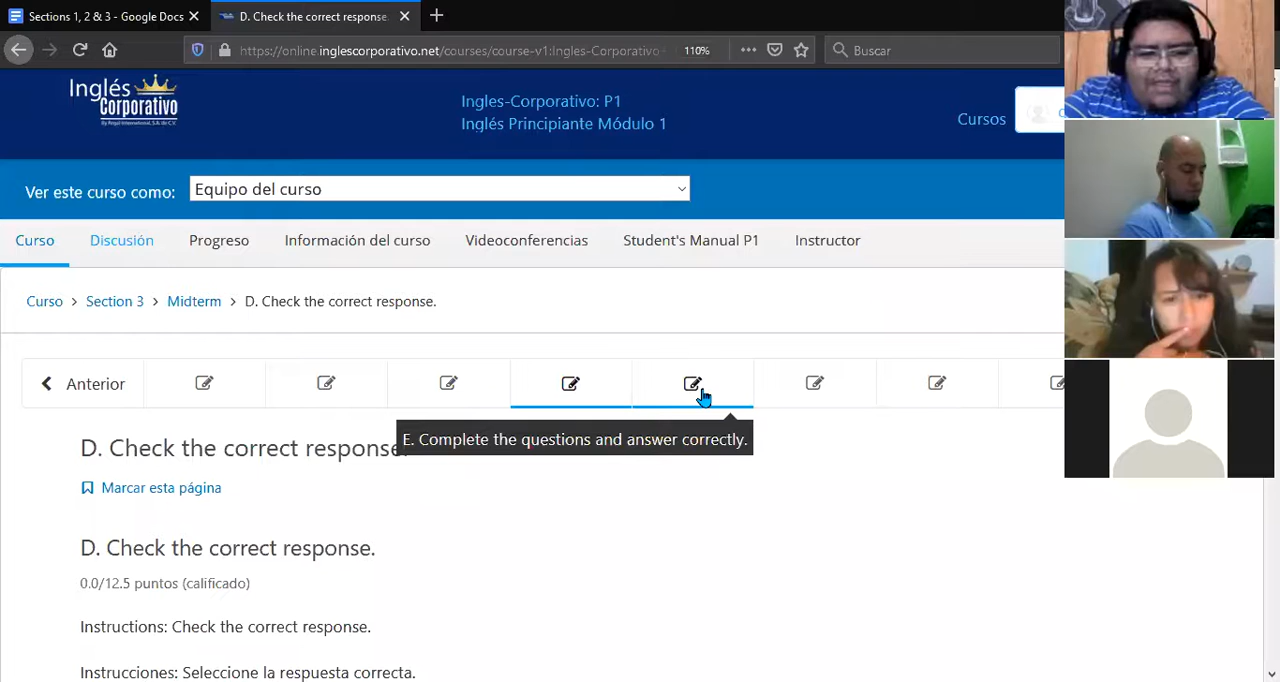 Sections 1, 2 & 3 - Google Docs
D. Check the correct response.
https://online.inglescorporativo.net/courses/course-v1:Ingles-Corporativo
110%
Buscar
Inglés
Corporativo
Ingles-Corporativo: P1
Inglés Principiante Módulo 1
Cursos
Ver este curso como:
Equipo del curso
Curso
Discusión
Progreso
Información del curso
Videoconferencias
Student's Manual P1
Instructor
Curso > Section 3 > Midterm > D. Check the correct response.
Anterior
E. Complete the questions and answer correctly.
D. Check the correct response.
Marcar esta página
D. Check the correct response.
0.0/12.5 puntos (calificado)
Instructions: Check the correct response.
Instrucciones: Seleccione la respuesta correcta.